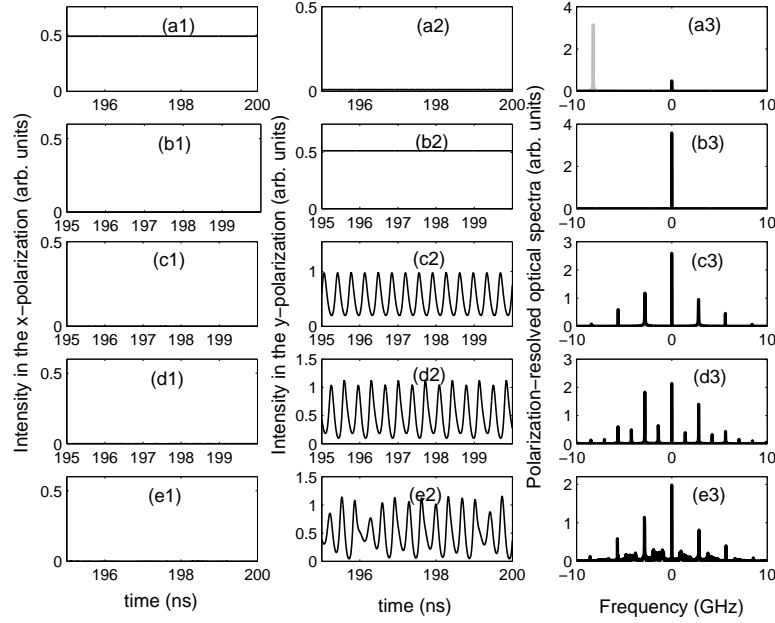 Intensity in the x−polarization (arb. units)
Intensity in the y−polarization (arb. units)
Polarization−resolved optical spectra (arb. units)
(a1)
0.5
0
196 198 200
(a2)
0.5
0
196 198 200
(a3)
4
2
0
−10 0 10
(b1)
0.5
0
195 196 197 198 199
(b2)
0.5
0
195 196 197 198 199
(b3)
4
2
0
−10 0 10
(c1)
0.5
0
195 196 197 198 199
(c2)
1
0
195 196 197 198 199
(c3)
3
2
1
0
−10 0 10
(d1)
0.5
0
195 196 197 198 199
(d2)
1.5
1
0.5
0
195 196 197 198 199
(d3)
3
2
1
0
−10 0 10
(e1)
0.5
0
196 198 200
(e2)
1.5
1
0.5
0
196 198 200
(e3)
2
1
0
−10 0 10
time (ns)
time (ns)
Frequency (GHz)